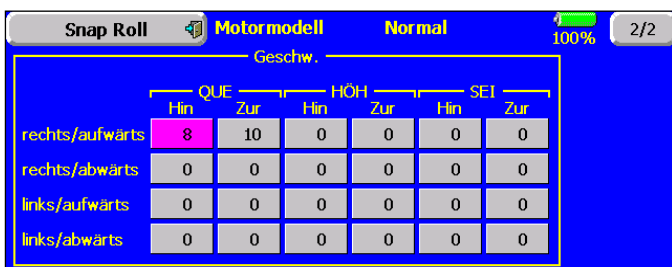 Snap Roll Motormodell Normal 100% 2/2
Geschw.
QUE HÖH SEI
Hin Zur Hin Zur Hin Zur
rechts/aufwärts 8 10 0 0 0 0
rechts/abwärts 0 0 0 0 0 0
links/aufwärts 0 0 0 0 0 0
links/abwärts 0 0 0 0 0 0